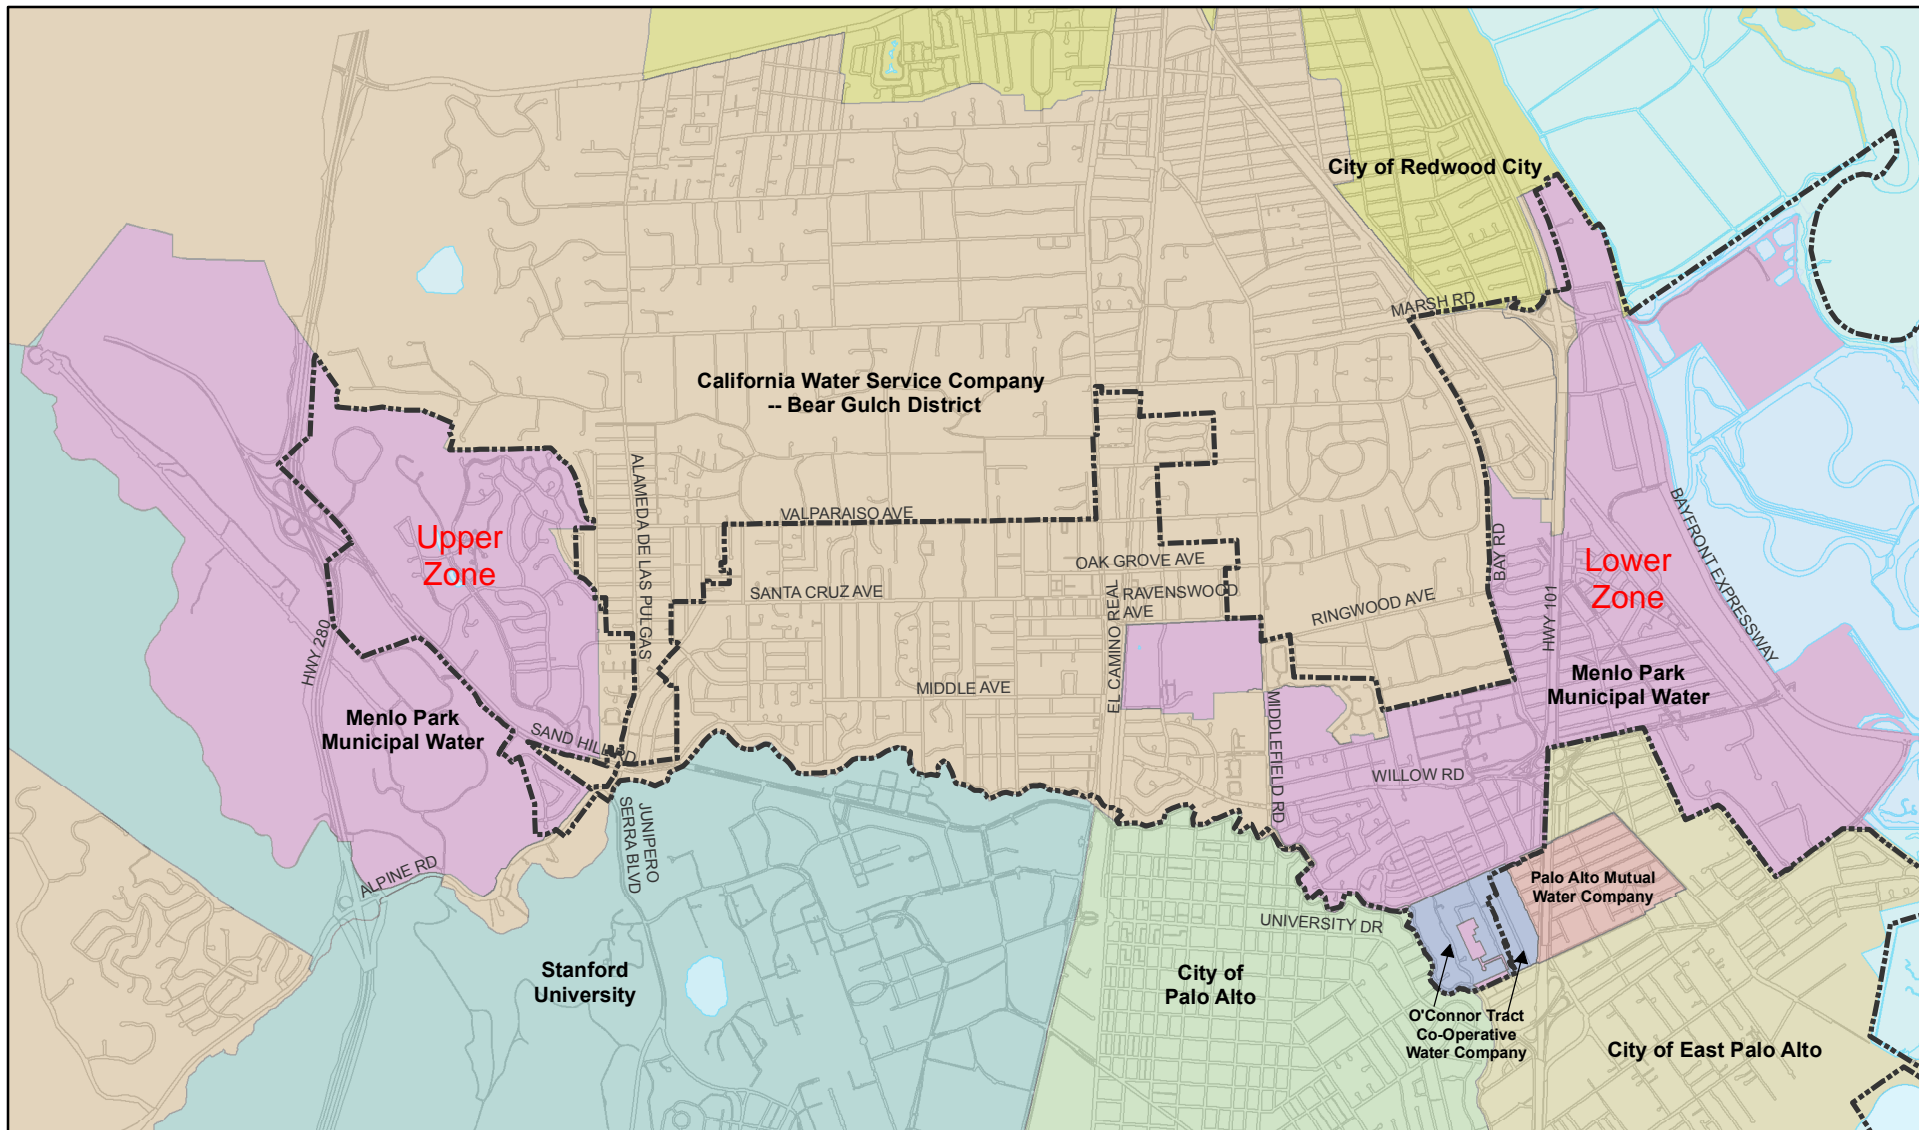 City of Redwood City
MARSH RD
California Water Service Company
-- Bear Gulch District
ALAMEDA DE LAS PULGAS
VALPARAISO AVE
Upper
Zone
OAK GROVE AVE
SANTA CRUZ AVE
RAVENSWOOD
AVE
EL CAMINO REAL
RINGWOOD AVE
BAY RD
HWY 101
Lower
Zone
BAYFRONT EXPRESSWAY
HWY 280
Menlo Park
Municipal Water
MIDDLE AVE
Menlo Park
Municipal Water
SAND HILL RD
MIDDLEFIELD RD
WILLOW RD
JUNIPERO
SERRA BLVD
ALPINE RD
Palo Alto Mutual
Water Company
UNIVERSITY DR
Stanford
University
City of
Palo Alto
O'Connor Tract
Co-Operative
Water Company
City of East Palo Alto